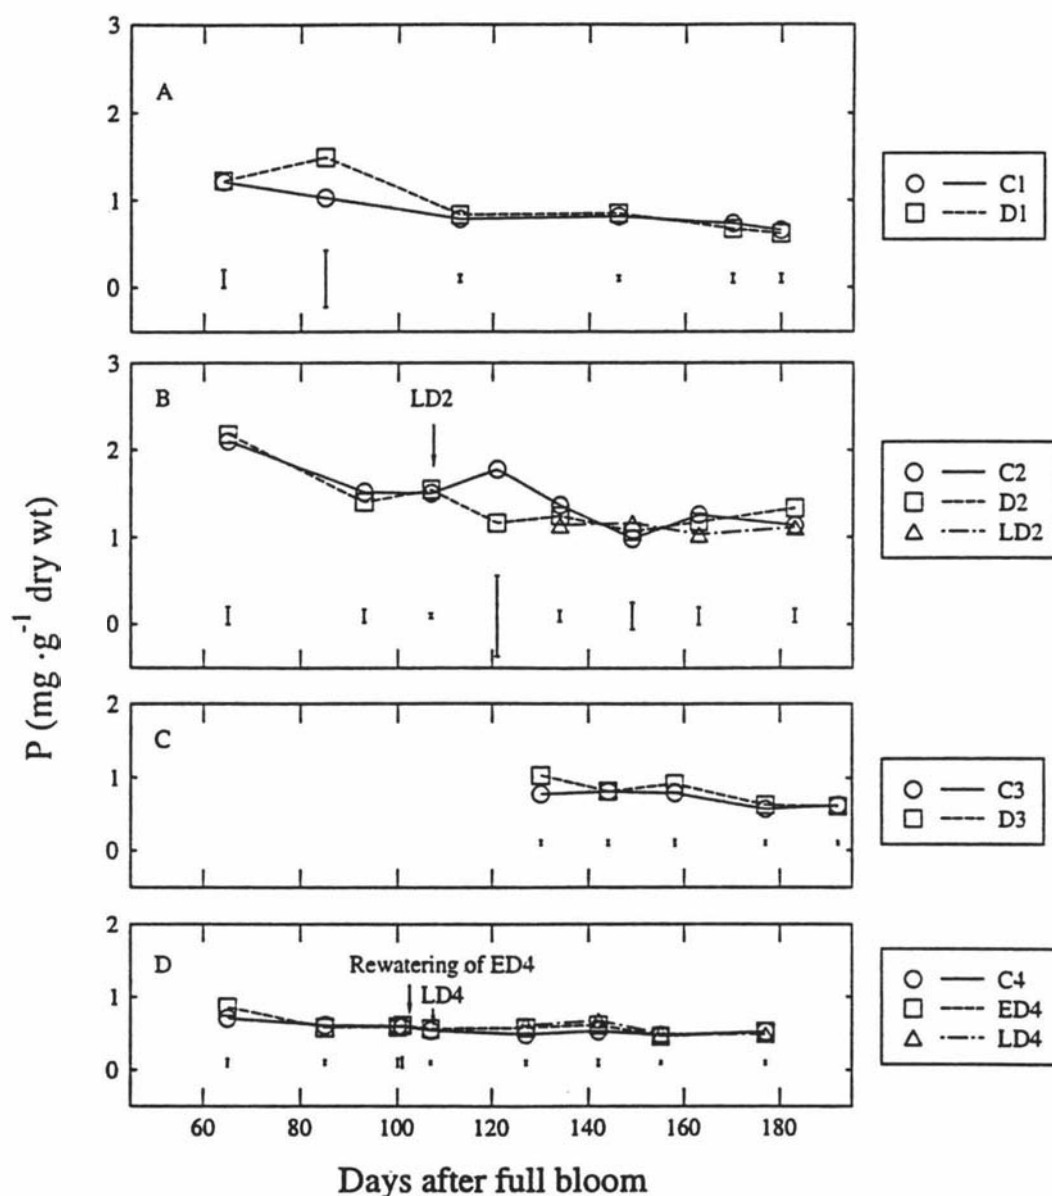 3
A
2
1
0
C1
D1
3
B
LD2
2
1
0
C2
D2
LD2
P (mg ·g⁻¹ dry wt)
2
C
1
0
C3
D3
2
D
Rewatering of ED4
LD4
1
0
C4
ED4
LD4
60 80 100 120 140 160 180
Days after full bloom